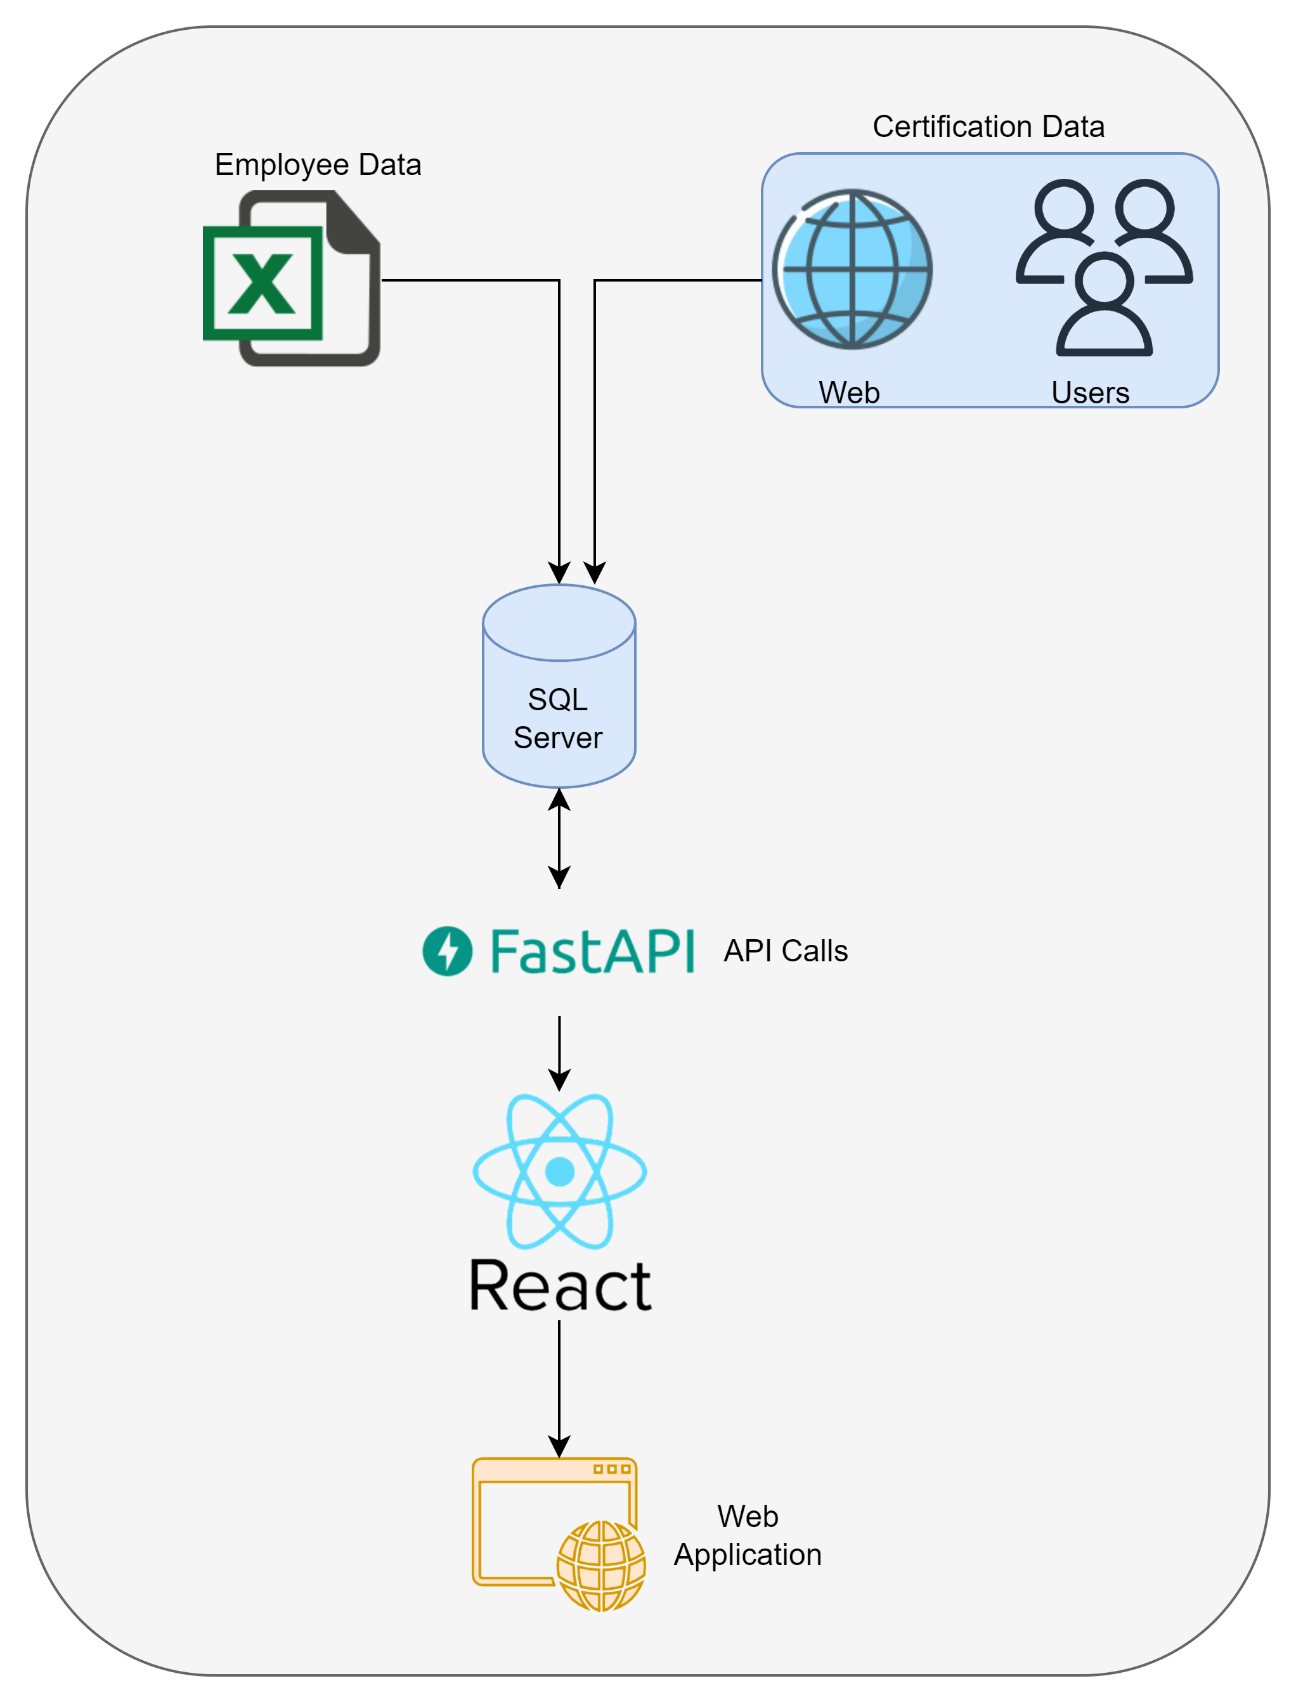 Certification Data
Employee Data
X
Web
Users
SQL
Server
FastAPI
API Calls
React
Web
Application